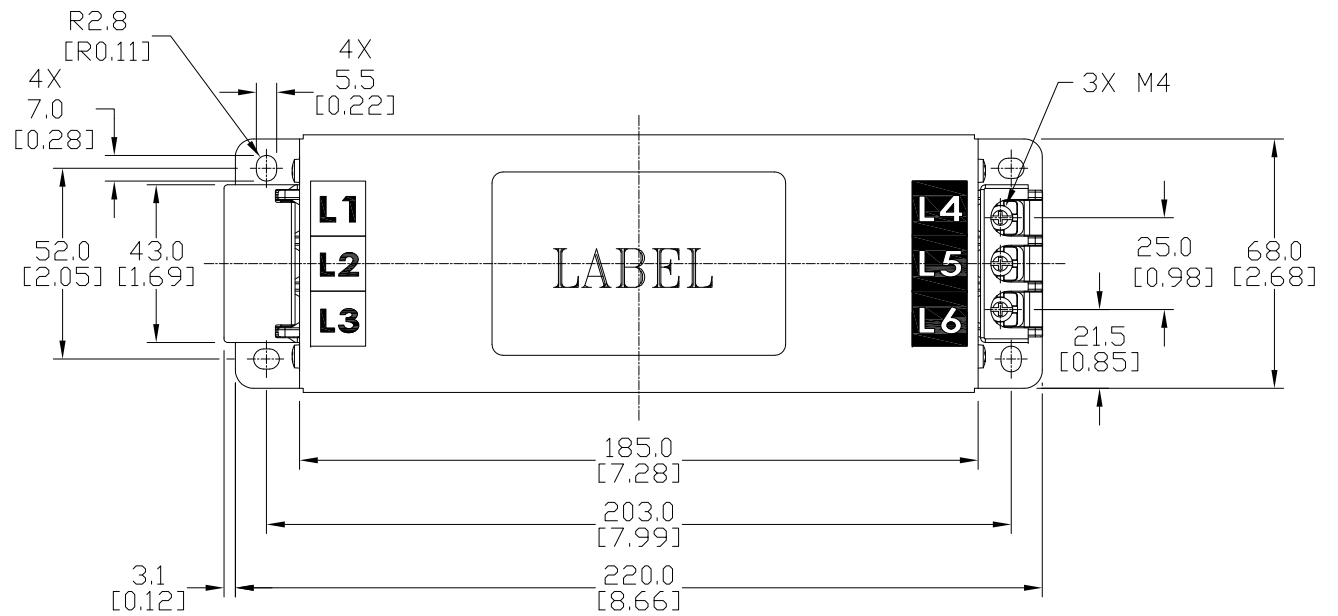 R2.8
[R0.11]
4X
5.5
[0.22]
4X
7.0
[0.28]
3X M4
L1
L2
L3
LABEL
L4
L5
L6
52.0
[2.05]
43.0
[1.69]
25.0
[0.98]
68.0
[2.68]
21.5
[0.85]
185.0
[7.28]
203.0
[7.99]
3.1
[0.12]
220.0
[8.66]